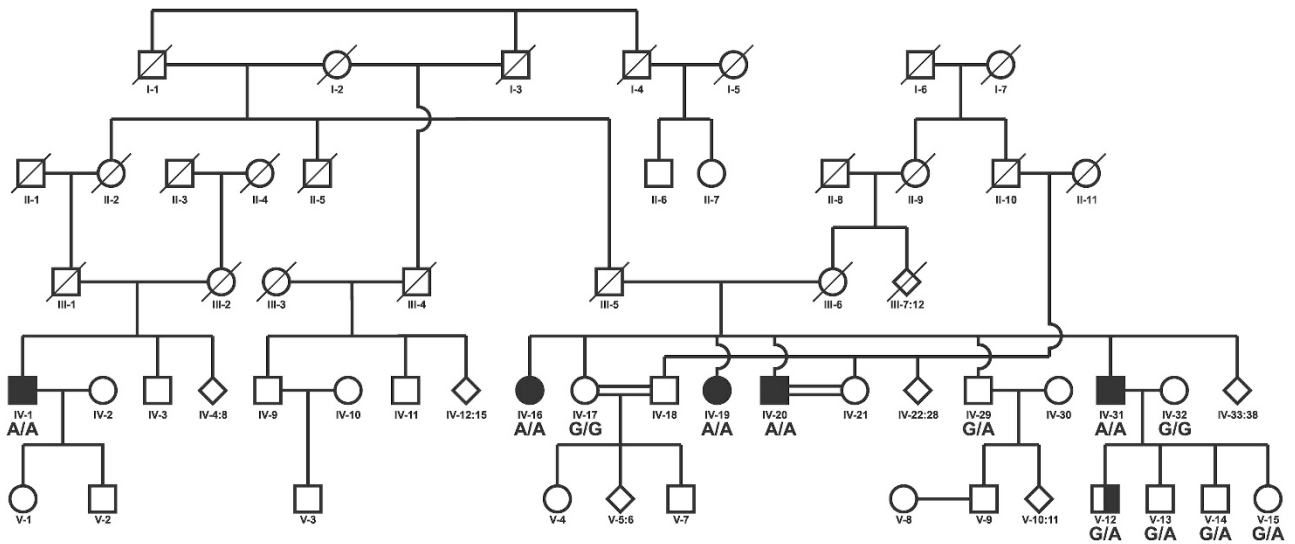 I-1 I-2 I-3 I-4 I-5 I-6 I-7
II-1 II-2 II-3 II-4 II-5 II-6 II-7 II-8 II-9 II-10 II-11
III-1 III-2 III-3 III-4 III-5 III-6 III-7:12
IV-1 IV-2 IV-3 IV-4:8 IV-9 IV-10 IV-11 IV-12:15 IV-16 IV-17 IV-18 IV-19 IV-20 IV-21 IV-22:28 IV-29 IV-30 IV-31 IV-32 IV-33:38
A/A A/A G/G A/A A/A G/A A/A G/G
V-1 V-2 V-3 V-4 V-5:6 V-7 V-8 V-9 V-10:11 V-12 V-13 V-14 V-15
G/A G/A G/A G/A